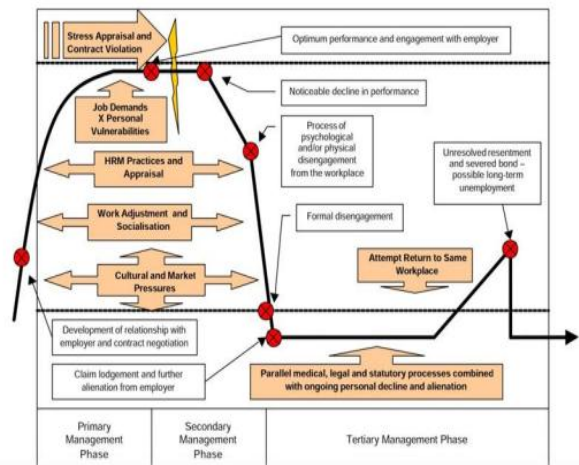 Stress Appraisal and
Contract Violation
Optimum performance and engagement with employer
Noticeable decline in performance
Job Demands
X Personal
Vulnerabilities
Process of
psychological
and/or physical
disengagement
from the workplace
Unresolved resentment
and severed bond –
possible long-term
unemployment
HRM Practices and
Appraisal
Work Adjustment and
Socialisation
Formal disengagement
Attempt Return to Same
Workplace
Cultural and Market
Pressures
Development of relationship with
employer and contract negotiation
Claim lodgement and further
alienation from employer
Parallel medical, legal and statutory processes combined
with ongoing personal decline and alienation
Primary
Management
Phase
Secondary
Management
Phase
Tertiary Management Phase